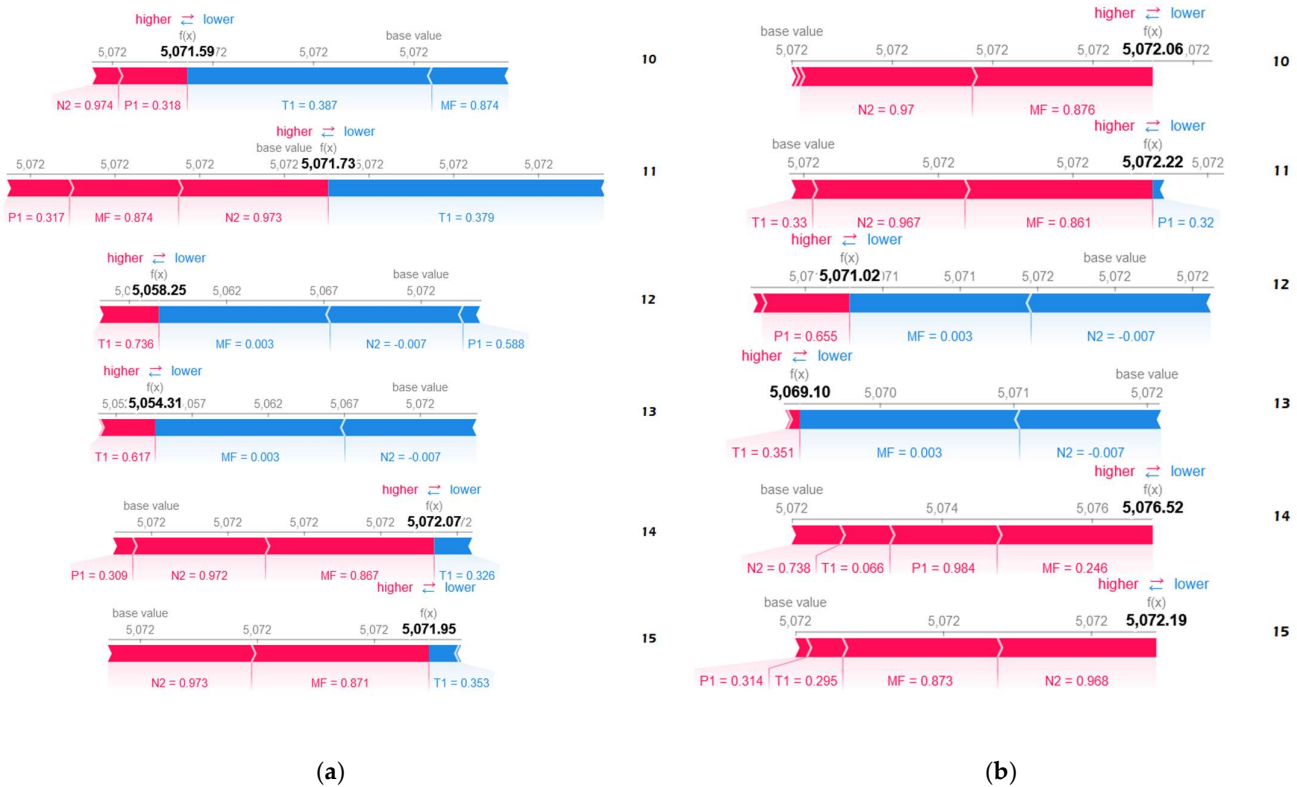 higher lower
f(x) base value
5,072 5,071.59 ,072 5,072 5,072
10
N2 = 0.974 P1 = 0.318 T1 = 0.387 MF = 0.874
higher lower
base value f(x)
5,072 5,072 5,072 5,072 5,071.73 5,072 5,072 5,072
11
P1 = 0.317 MF = 0.874 N2 = 0.973 T1 = 0.379
higher lower
f(x) base value
5,058.25 5,062 5,067 5,072
12
T1 = 0.736 MF = 0.003 N2 = -0.007 P1 = 0.588
higher lower
f(x) base value
5,054.31 5,057 5,062 5,067 5,072
13
T1 = 0.617 MF = 0.003 N2 = -0.007
higher lower
base value f(x)
5,072 5,072 5,072 5,072 5,072.07
14
P1 = 0.309 N2 = 0.972 MF = 0.867 T1 = 0.326
higher lower
base value f(x)
5,072 5,072 5,072 5,071.95
15
N2 = 0.973 MF = 0.871 T1 = 0.353
(a)
higher lower
f(x)
5,072 5,072 5,072 5,072 5,072.06 5,072
10
N2 = 0.97 MF = 0.876
higher lower
f(x)
5,072 5,072 5,072 5,072.22 5,072
11
T1 = 0.33 N2 = 0.967 MF = 0.861 P1 = 0.32
higher lower
f(x) base value
5,071.02 5,071 5,072 5,072 5,072
12
P1 = 0.655 MF = 0.003 N2 = -0.007
higher lower
f(x) base value
5,069.10 5,070 5,071 5,072
13
T1 = 0.351 MF = 0.003 N2 = -0.007
higher lower
base value f(x)
5,072 5,074 5,076 5,076.52
14
N2 = 0.738 T1 = 0.066 P1 = 0.984 MF = 0.246
higher lower
base value f(x)
5,072 5,072 5,072 5,072.19
15
P1 = 0.314 T1 = 0.295 MF = 0.873 N2 = 0.968
(b)